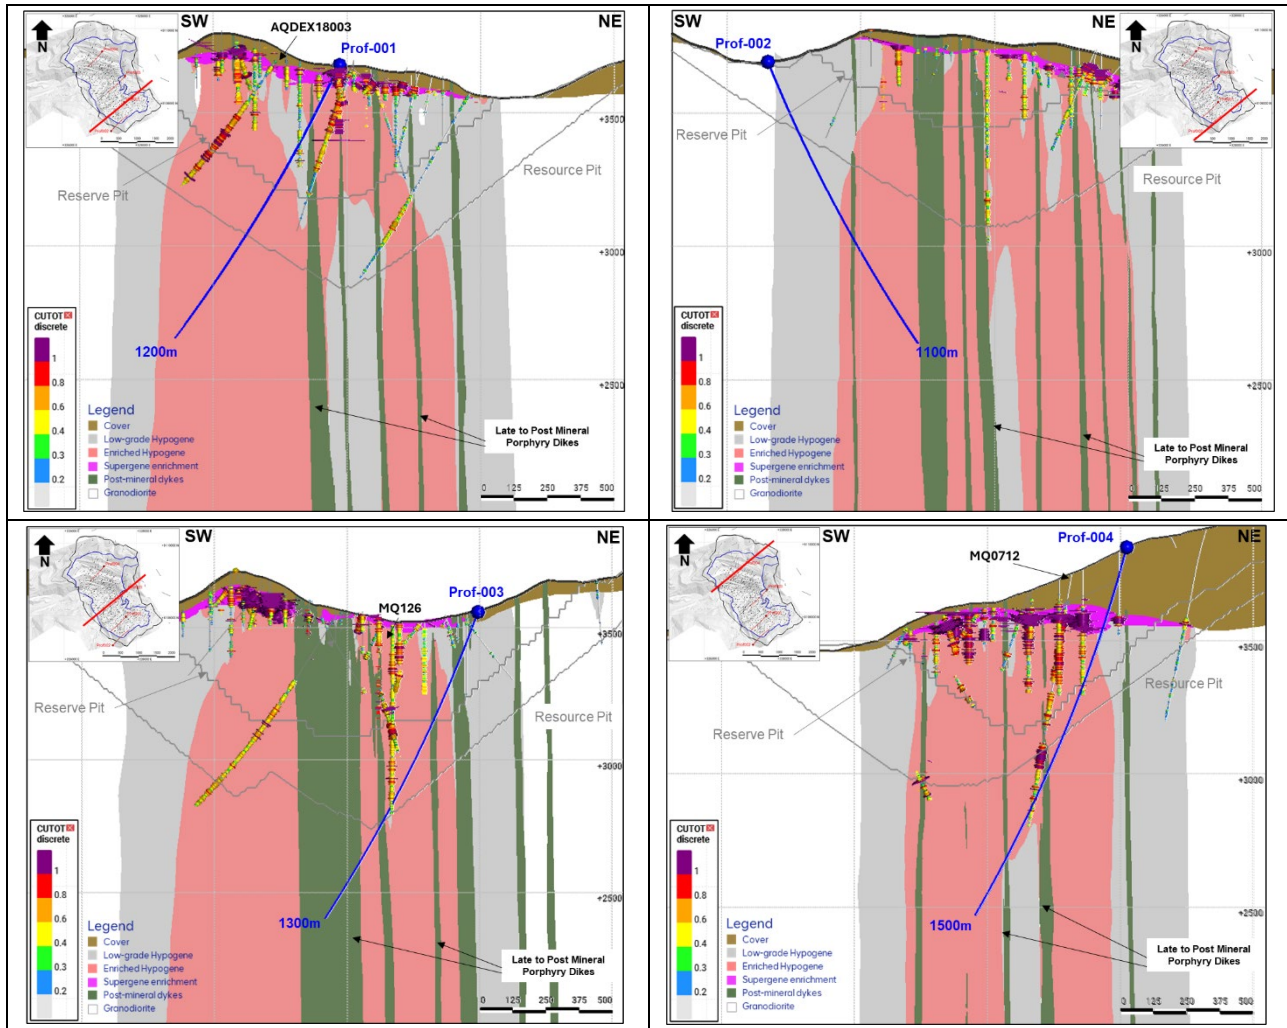 SW
NE
AQDEX18003
Prof-001
N
+3500
Reserve Pit
Resource Pit
+3000
CUTOT
discrete
1
0.8
0.6
0.4
0.3
0.2
1200m
+2500
Legend
Cover
Low-grade Hypogene
Enriched Hypogene
Supergene enrichment
Post-mineral dykes
Granodiorite
Late to Post Mineral
Porphyry Dikes
0 125 250 375 500
NE
Prof-002
N
Reserve Pit
Resource Pit
+3000
CUTOT
discrete
1
0.8
0.6
0.4
0.3
0.2
1100m
+2500
Legend
Cover
Low-grade Hypogene
Enriched Hypogene
Supergene enrichment
Post-mineral dykes
Granodiorite
Late to Post Mineral
Porphyry Dikes
0 125 250 375 500
SW
NE
N
Prof-003
MQ126
+3500
Reserve Pit
Resource Pit
+3000
CUTOT
discrete
1
0.8
0.6
0.4
0.3
0.2
+2500
1300m
Legend
Cover
Low-grade Hypogene
Enriched Hypogene
Supergene enrichment
Post-mineral dykes
Granodiorite
Late to Post Mineral
Porphyry Dikes
0 125 250 375 500
SW
NE
N
Prof-004
MQ0712
+3500
Reserve Pit
Resource Pit
+3000
CUTOT
discrete
1
0.8
0.6
0.4
0.3
0.2
1500m
+2500
Legend
Cover
Low-grade Hypogene
Enriched Hypogene
Supergene enrichment
Post-mineral dykes
Granodiorite
Late to Post Mineral
Porphyry Dikes
0 125 250 380 500